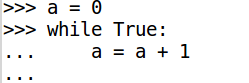 >>> a = 0
>>> while True:
...     a = a + 1
...